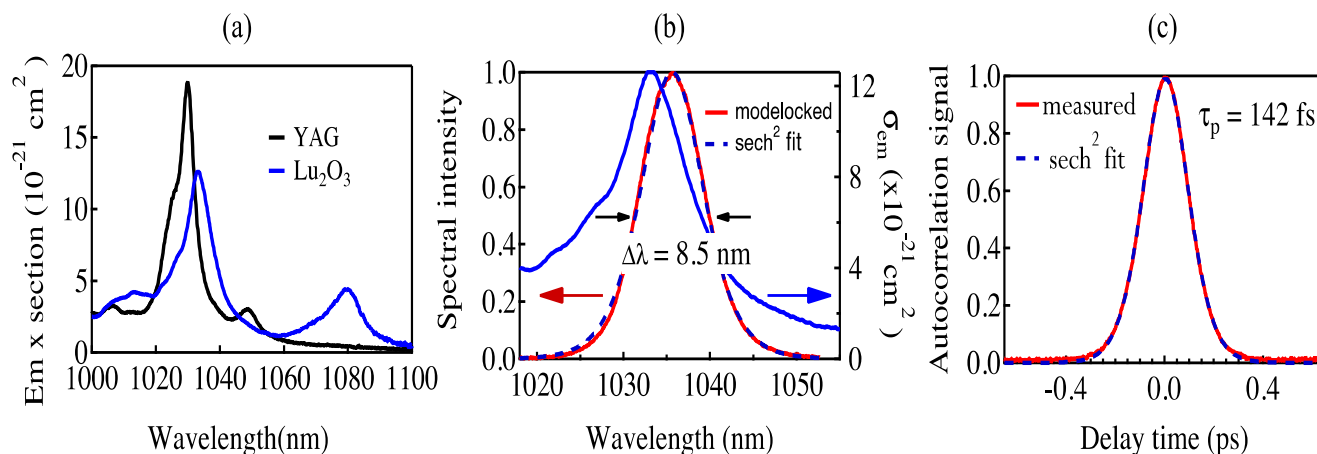 (a)
Em x section (10⁻²¹ cm²)
20
15
10
5
0
1000 1020 1040 1060 1080 1100
Wavelength(nm)
YAG
Lu₂O₃
(b)
Spectral intensity
1.0
0.8
0.6
0.4
0.2
0.0
1020 1030 1040 1050
Wavelength (nm)
modelocked
sech² fit
Δλ = 8.5 nm
12
8
4
0
σem (x10⁻²¹ cm²)
(c)
Autocorrelation signal
1.0
0.8
0.6
0.4
0.2
0.0
-0.4 0.0 0.4
Delay time (ps)
measured
sech² fit
τp = 142 fs